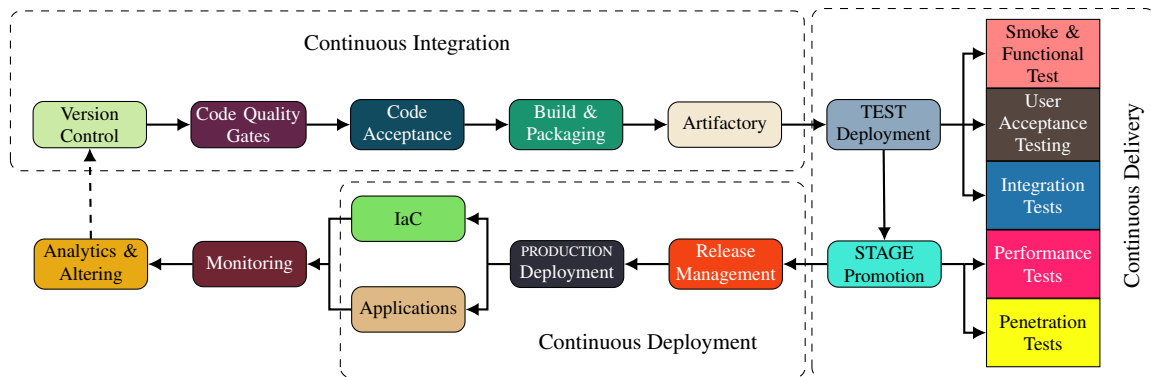 Continuous Integration
Version
Control
Code Quality
Gates
Code
Acceptance
Build &
Packaging
Artifactory
TEST
Deployment
Smoke &
Functional
Test
User
Acceptance
Testing
Integration
Tests
Continuous Delivery
Analytics &
Altering
Monitoring
IaC
Applications
PRODUCTION
Deployment
Release
Management
STAGE
Promotion
Performance
Tests
Penetration
Tests
Continuous Deployment